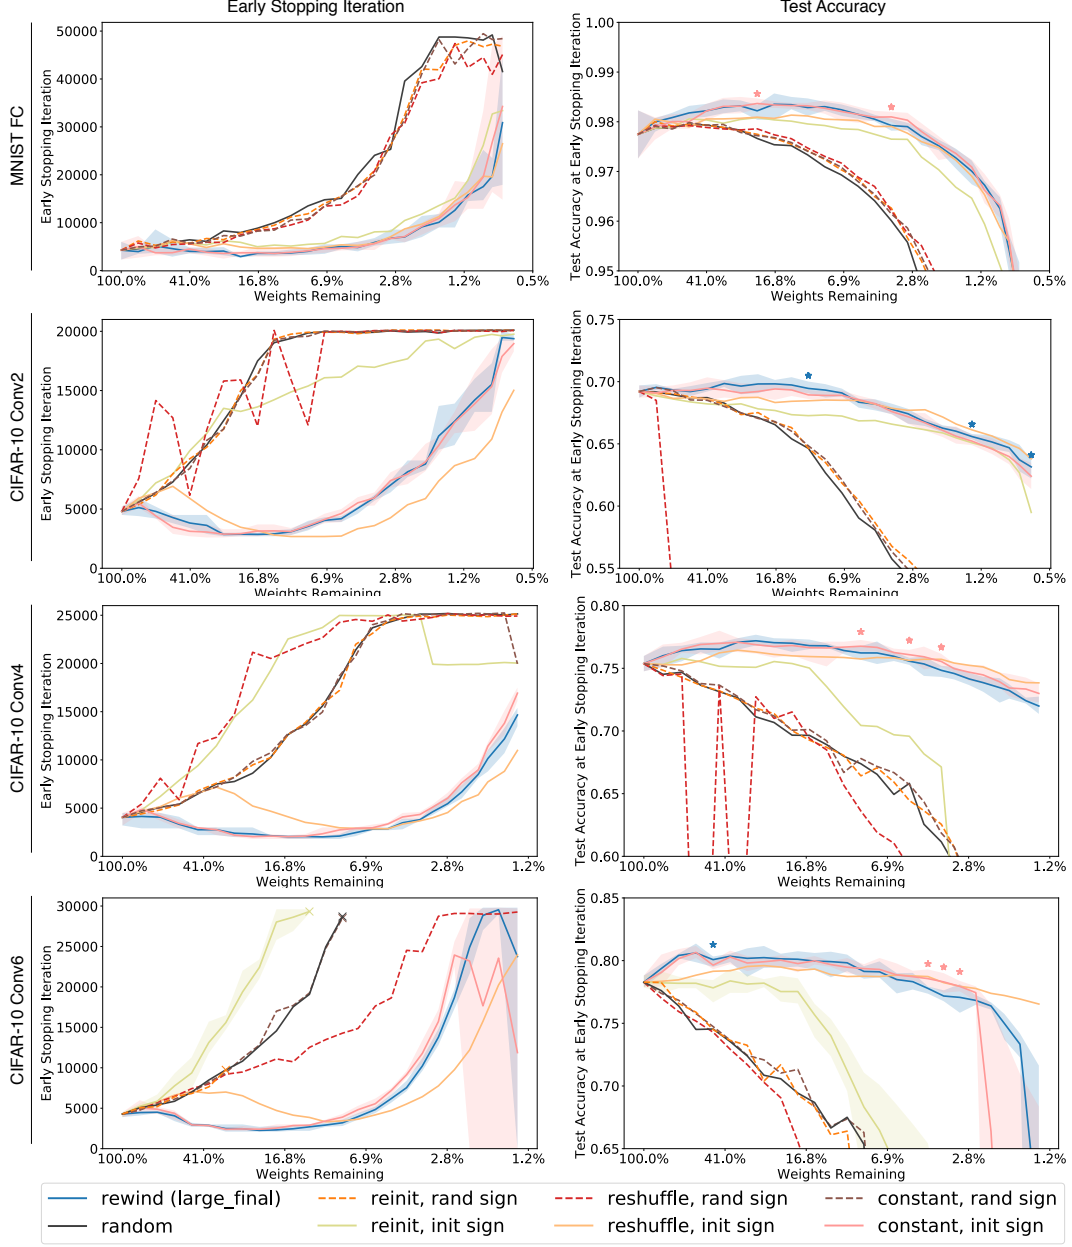 Early Stopping Iteration
Test Accuracy
MNIST FC
Early Stopping Iteration
50000
40000
30000
20000
10000
0
100.0% 41.0% 16.8% 6.9% 2.8% 1.2% 0.5%
Weights Remaining
Test Accuracy at Early Stopping Iteration
1.00
0.99
0.98
0.97
0.96
0.95
100.0% 41.0% 16.8% 6.9% 2.8% 1.2% 0.5%
Weights Remaining
CIFAR-10 Conv2
Early Stopping Iteration
20000
15000
10000
5000
0
100.0% 41.0% 16.8% 6.9% 2.8% 1.2% 0.5%
Weights Remaining
Test Accuracy at Early Stopping Iteration
0.75
0.70
0.65
0.60
0.55
100.0% 41.0% 16.8% 6.9% 2.8% 1.2% 0.5%
Weights Remaining
CIFAR-10 Conv4
Early Stopping Iteration
25000
20000
15000
10000
5000
0
100.0% 41.0% 16.8% 6.9% 2.8% 1.2%
Weights Remaining
Test Accuracy at Early Stopping Iteration
0.80
0.75
0.70
0.65
0.60
100.0% 41.0% 16.8% 6.9% 2.8% 1.2%
Weights Remaining
CIFAR-10 Conv6
Early Stopping Iteration
30000
25000
20000
15000
10000
5000
0
100.0% 41.0% 16.8% 6.9% 2.8% 1.2%
Weights Remaining
Test Accuracy at Early Stopping Iteration
0.85
0.80
0.75
0.70
0.65
100.0% 41.0% 16.8% 6.9% 2.8% 1.2%
Weights Remaining
rewind (large_final) reinit, rand sign reshuffle, rand sign constant, rand sign
random reinit, init sign reshuffle, init sign constant, init sign